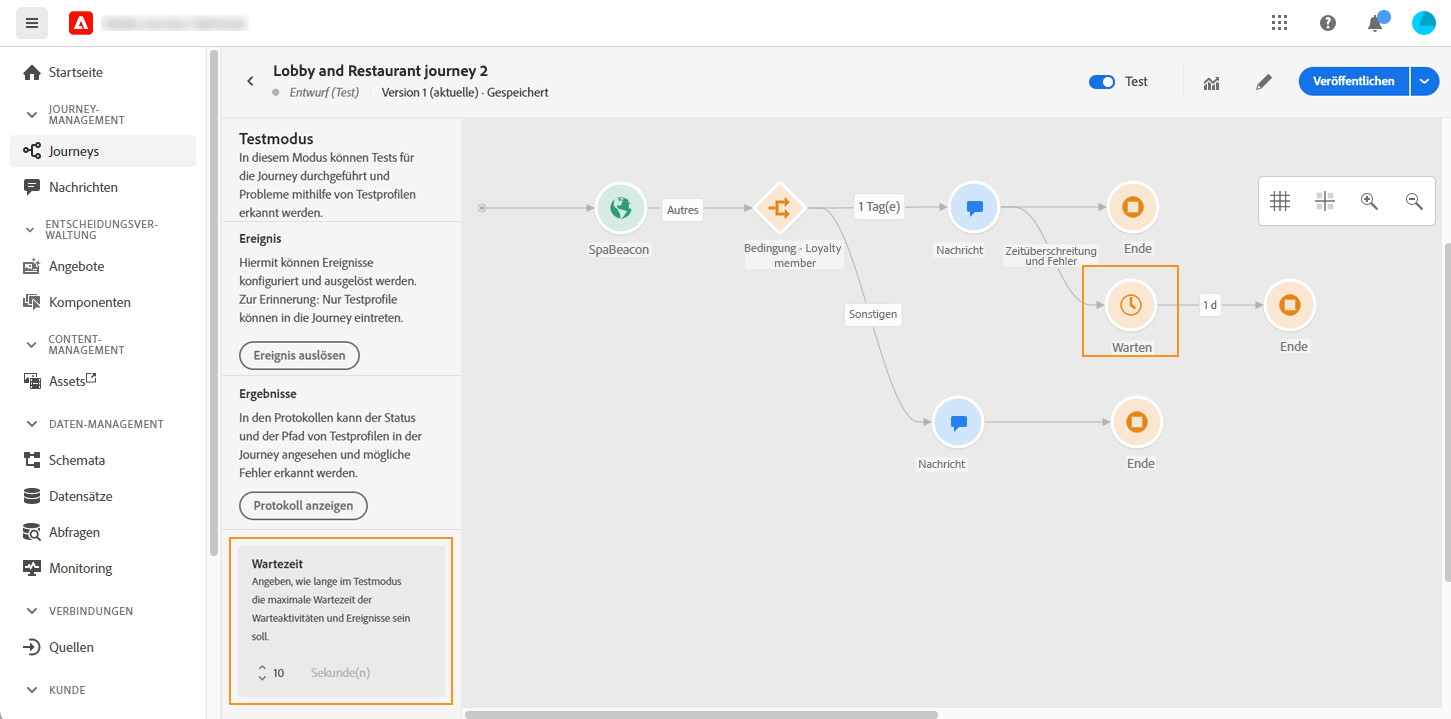 Startseite
JOURNEY-
MANAGEMENT
Journeys
Nachrichten
ENTSCHEIDUNGSVER-
WALTUNG
Angebote
Komponenten
CONTENT-
MANAGEMENT
Assets
DATEN-MANAGEMENT
Schemata
Datensätze
Abfragen
Monitoring
VERBINDUNGEN
Quellen
KUNDE
Lobby and Restaurant journey 2
Entwurf (Test)
Version 1 (aktuelle) · Gespeichert
Test
Veröffentlichen
Testmodus
In diesem Modus können Tests für
die Journey durchgeführt und
Probleme mithilfe von Testprofilen
erkannt werden.
Ereignis
Hiermit können Ereignisse
konfiguriert und ausgelöst werden.
Zur Erinnerung: Nur Testprofile
können in die Journey eintreten.
Ereignis auslösen
Ergebnisse
In den Protokollen kann der Status
und der Pfad von Testprofilen in der
Journey angesehen und mögliche
Fehler erkannt werden.
Protokoll anzeigen
Wartezeit
Angeben, wie lange im Testmodus
die maximale Wartezeit der
Warteaktivitäten und Ereignisse sein
soll.
10 Sekunde(n)
SpaBeacon
Autres
Bedingung - Loyalty
member
1 Tag(e)
Nachricht
Ende
Zeitüberschreitung
und Fehler
Sonstigen
Warten
1 d
Ende
Nachricht
Ende